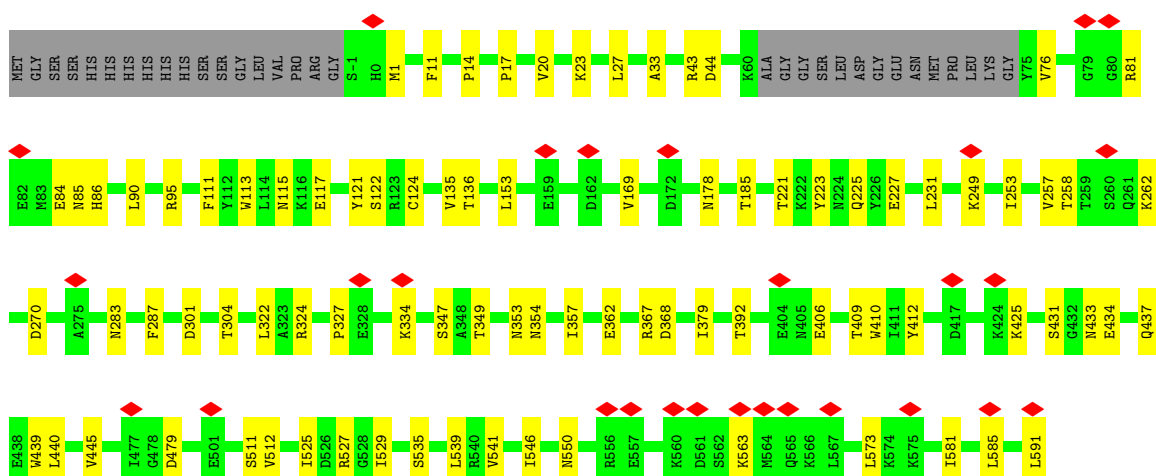 MET GLY SER SER HIS HIS HIS HIS HIS HIS SER SER GLY LEU VAL PRO ARG GLY S-1 H0 M1 F11 P14 P17 V20 K23 L27 A33 R43 D44 K60 ALA GLY GLY SER LEU ASP GLY GLU ASN MET PRO LEU LYS GLY Y75 V76 G79 G80 R81
E82 M83 E84 N85 H86 L90 R95 F111 Y112 W113 L114 N115 K116 E117 Y121 S122 R123 C124 V135 T136 L153 E159 D162 V169 D172 N178 T185 T221 K222 Y223 N224 Q225 Y226 E227 L231 K249 I253 V257 T258 T259 S260 Q261 K262
D270 A275 N283 F287 D301 T304 L322 A323 R324 P327 E328 K334 S347 A348 T349 N353 N354 I357 E362 R367 D368 I379 T392 E404 N405 E406 T409 W410 I411 Y412 D417 K424 K425 S431 G432 N433 E434 Q437
E438 W439 L440 V445 I477 G478 D479 E501 S511 V512 I525 D526 R527 G528 I529 S535 L539 R540 V541 I546 N550 R556 E557 K560 D561 S562 K563 M564 Q565 K566 L567 L573 K574 K575 I581 L585 L591